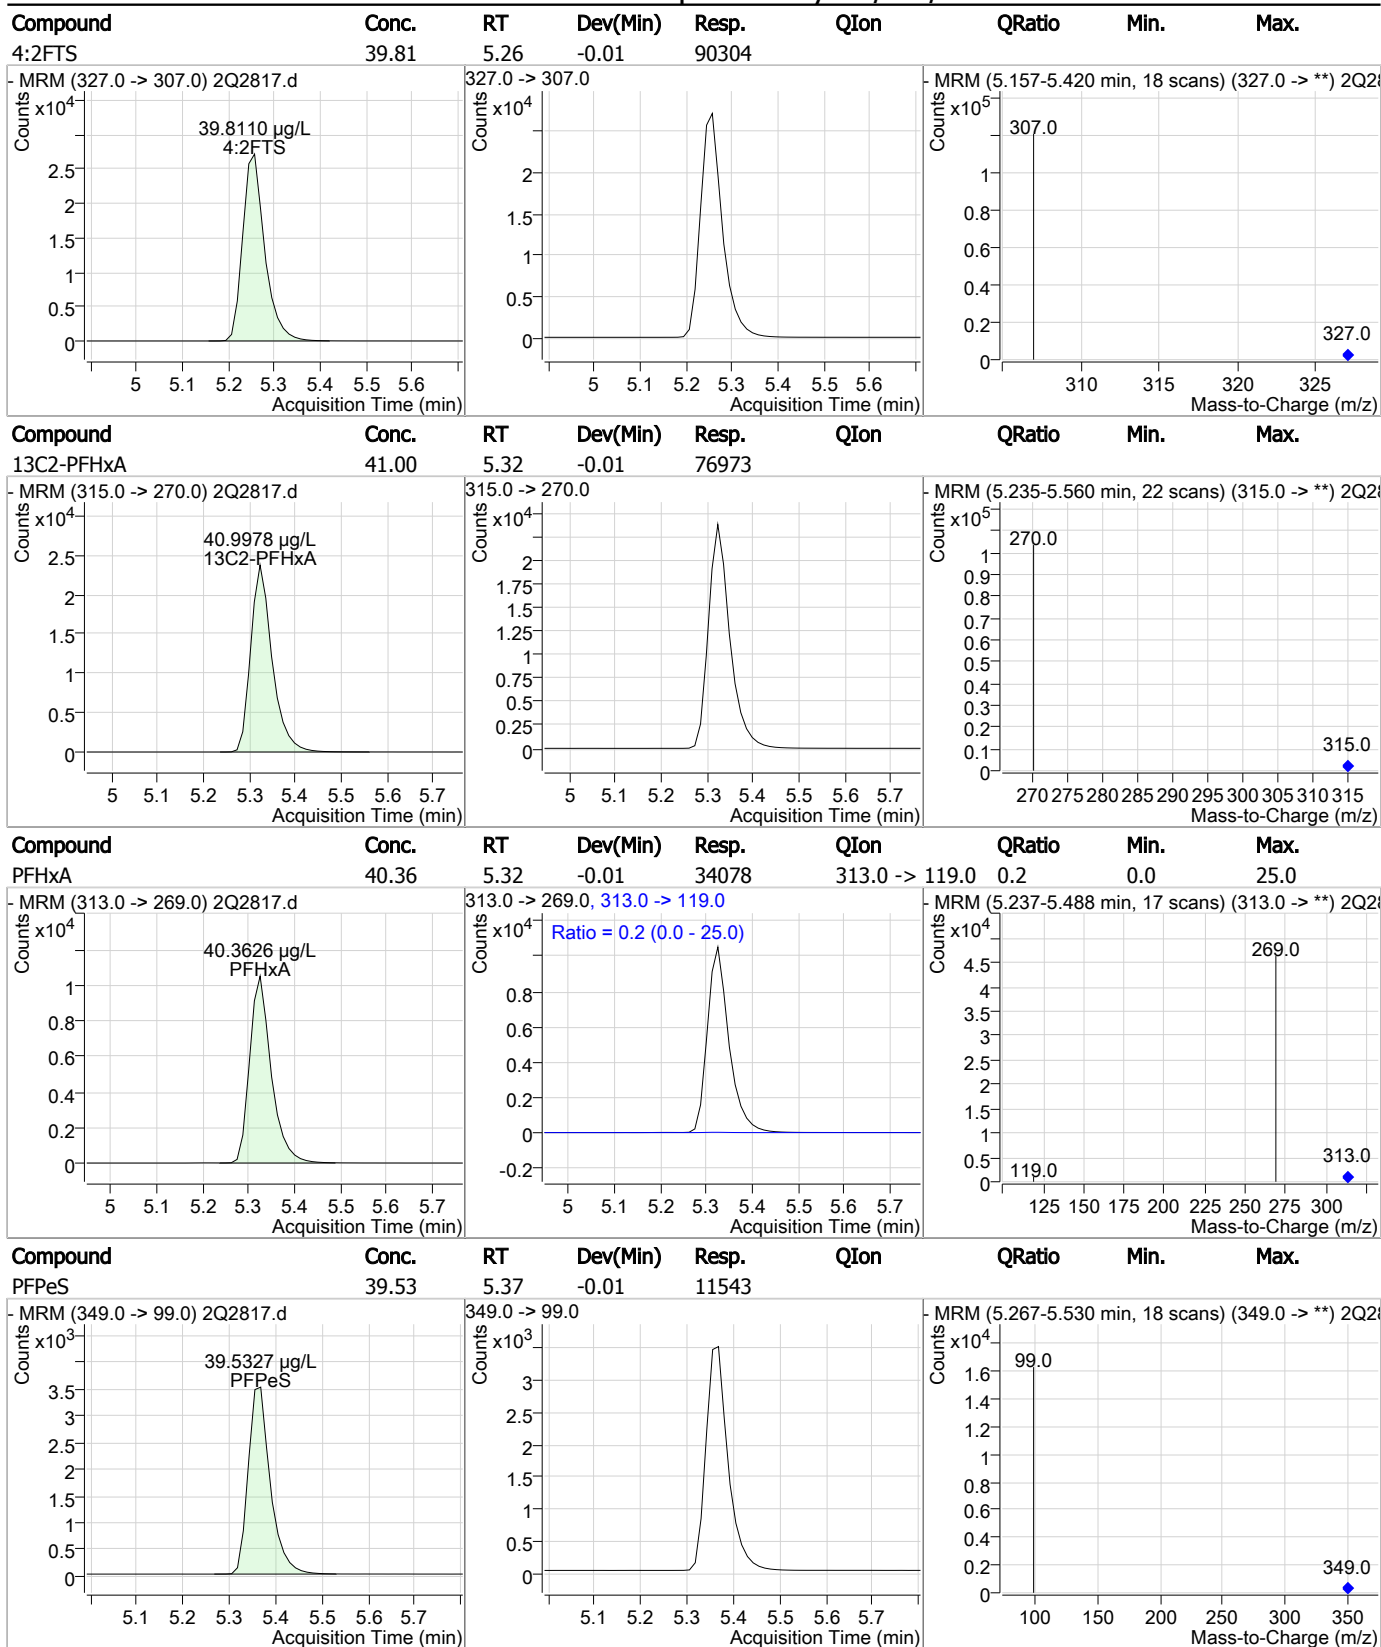 Compound Conc. RT Dev(Min) Resp. QIon QRatio Min. Max.
4:2FTS 39.81 5.26 -0.01 90304
- MRM (327.0 -> 307.0) 2Q2817.d 327.0 -> 307.0 - MRM (5.157-5.420 min, 18 scans) (327.0 -> **) 2Q28
Counts x10⁴ Counts x10⁴ Counts x10⁵
39.8110 µg/L
4:2FTS
307.0
2.5 2 1.5 1 0.5 0
2 1.5 1 0.5 0
1 0.8 0.6 0.4 0.2 0
327.0
5 5.1 5.2 5.3 5.4 5.5 5.6 5 5.1 5.2 5.3 5.4 5.5 5.6 310 315 320 325
Acquisition Time (min) Acquisition Time (min) Mass-to-Charge (m/z)
Compound Conc. RT Dev(Min) Resp. QIon QRatio Min. Max.
13C2-PFHxA 41.00 5.32 -0.01 76973
- MRM (315.0 -> 270.0) 2Q2817.d 315.0 -> 270.0 - MRM (5.235-5.560 min, 22 scans) (315.0 -> **) 2Q28
Counts x10⁴ Counts x10⁴ Counts x10⁵
40.9978 µg/L
13C2-PFHxA
270.0
2.5 2 1.5 1 0.5 0
2 1.75 1.5 1.25 1 0.75 0.5 0.25 0
1 0.9 0.8 0.7 0.6 0.5 0.4 0.3 0.2 0.1 0
315.0
5 5.1 5.2 5.3 5.4 5.5 5.6 5.7 5 5.1 5.2 5.3 5.4 5.5 5.6 5.7 270 275 280 285 290 295 300 305 310 315
Acquisition Time (min) Acquisition Time (min) Mass-to-Charge (m/z)
Compound Conc. RT Dev(Min) Resp. QIon QRatio Min. Max.
PFHxA 40.36 5.32 -0.01 34078 313.0 -> 119.0 0.2 0.0 25.0
- MRM (313.0 -> 269.0) 2Q2817.d 313.0 -> 269.0, 313.0 -> 119.0 - MRM (5.237-5.488 min, 17 scans) (313.0 -> **) 2Q28
Counts x10⁴ Counts x10⁴ Counts x10⁴
Ratio = 0.2 (0.0 - 25.0)
40.3626 µg/L
PFHxA
269.0
1 0.8 0.6 0.4 0.2 0
0.8 0.6 0.4 0.2 0 -0.2
4.5 4 3.5 3 2.5 2 1.5 1 0.5 0
119.0 313.0
5 5.1 5.2 5.3 5.4 5.5 5.6 5.7 5 5.1 5.2 5.3 5.4 5.5 5.6 5.7 125 150 175 200 225 250 275 300
Acquisition Time (min) Acquisition Time (min) Mass-to-Charge (m/z)
Compound Conc. RT Dev(Min) Resp. QIon QRatio Min. Max.
PFPeS 39.53 5.37 -0.01 11543
- MRM (349.0 -> 99.0) 2Q2817.d 349.0 -> 99.0 - MRM (5.267-5.530 min, 18 scans) (349.0 -> **) 2Q28
Counts x10³ Counts x10³ Counts x10⁴
39.5327 µg/L
PFPeS
99.0
3.5 3 2.5 2 1.5 1 0.5 0
3 2.5 2 1.5 1 0.5 0
1.6 1.4 1.2 1 0.8 0.6 0.4 0.2 0
349.0
5.1 5.2 5.3 5.4 5.5 5.6 5.7 5.1 5.2 5.3 5.4 5.5 5.6 5.7 100 150 200 250 300 350
Acquisition Time (min) Acquisition Time (min) Mass-to-Charge (m/z)